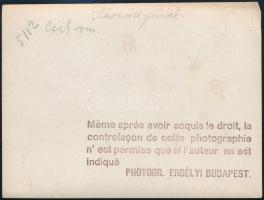 5112
Même aprés avoir acquis le droit, la
contrefaçon de cette photographie
n' est permise que si l'auteur en est
indiqué
PHOTOGR. ERDÉLYI BUDAPEST.